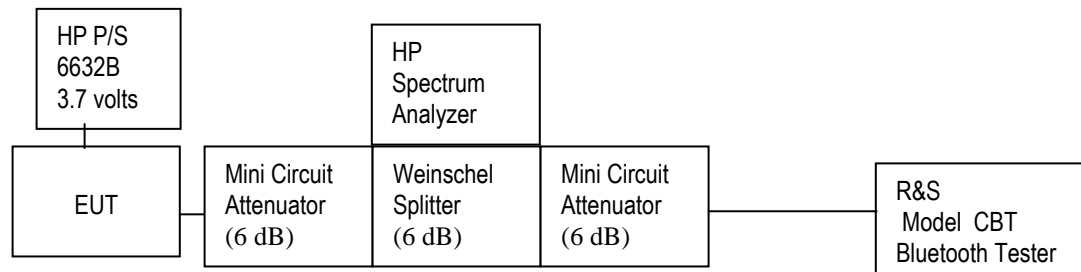 HP P/S
6632B
3.7 volts
HP
Spectrum
Analyzer
EUT
Mini Circuit
Attenuator
(6 dB)
Weinschel
Splitter
(6 dB)
Mini Circuit
Attenuator
(6 dB)
R&S
Model CBT
Bluetooth Tester